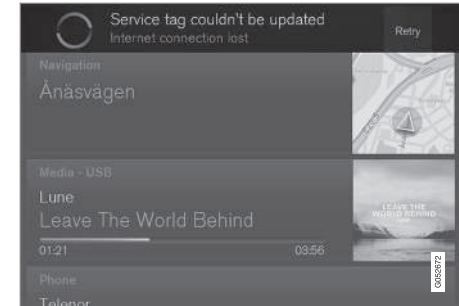 Service tag couldn't be updated
Internet connection lost
Retry
Navigation
Ånäsvägen
Media - USB
Lune
Leave The World Behind
01:21
03:56
LEAVE THE
WORLD BEHIND
Phone
Telenor
G052672